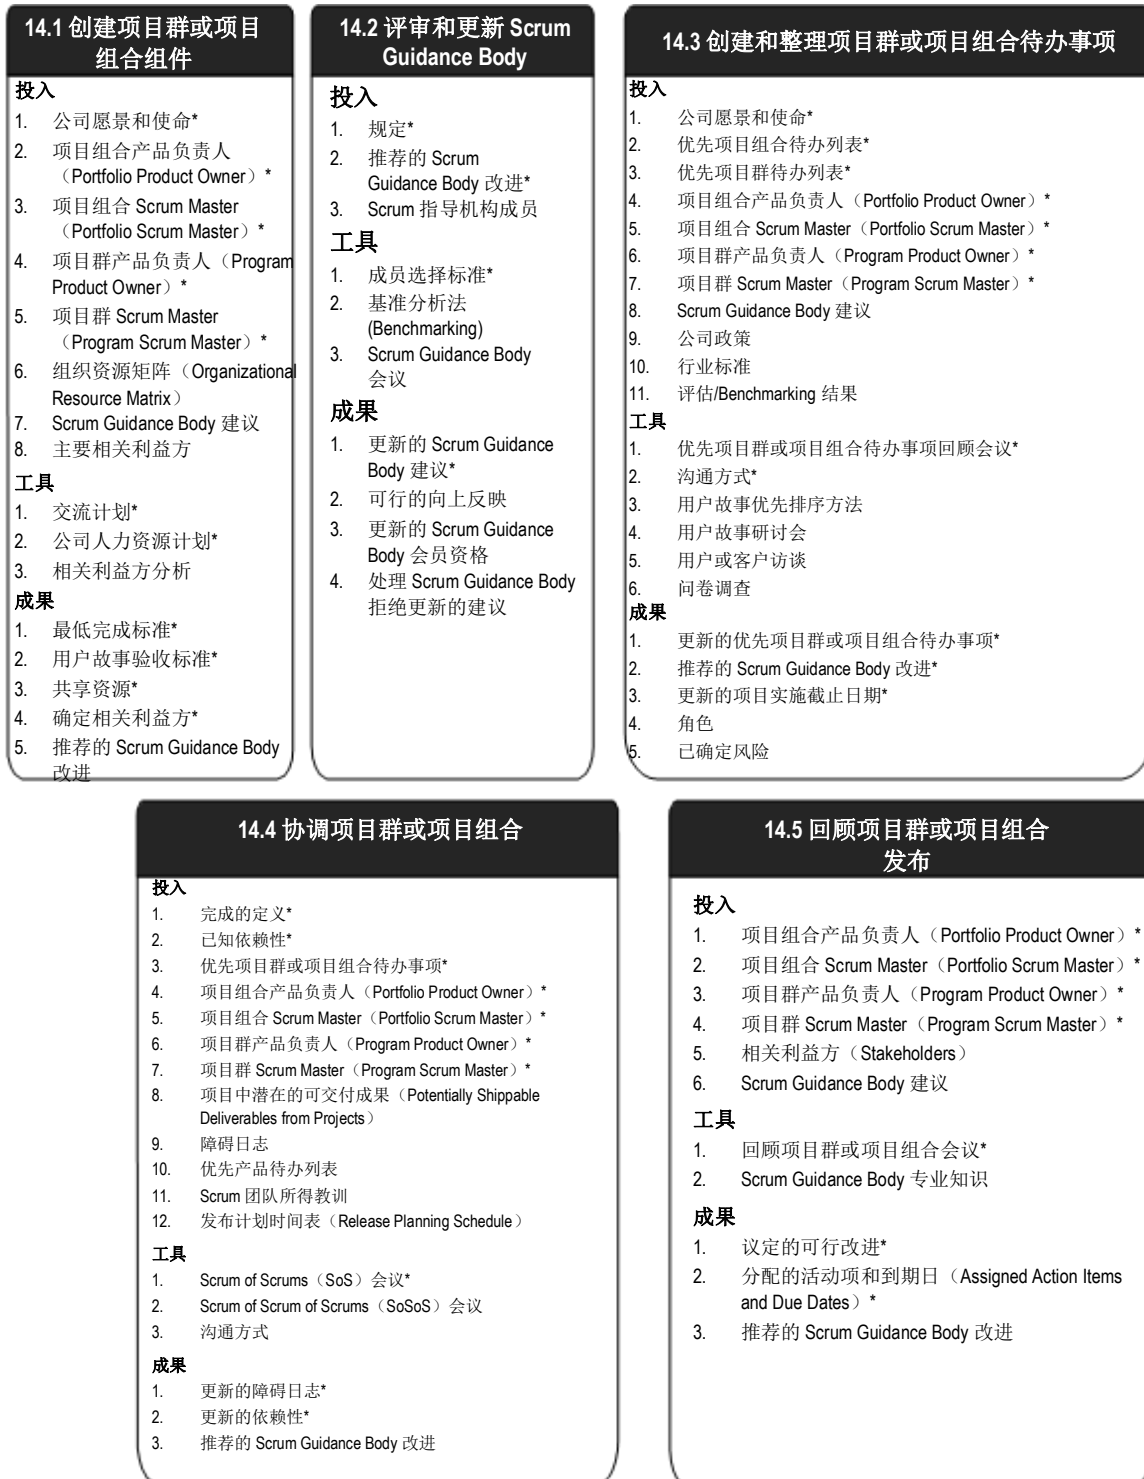 14.1 创建项目群或项目
组合组件
投入
1. 公司愿景和使命*
2. 项目组合产品负责人
（Portfolio Product Owner）*
3. 项目组合 Scrum Master
（Portfolio Scrum Master）*
4. 项目群产品负责人（Program
Product Owner）*
5. 项目群 Scrum Master
（Program Scrum Master）*
6. 组织资源矩阵（Organizational
Resource Matrix）
7. Scrum Guidance Body 建议
8. 主要相关利益方
工具
1. 交流计划*
2. 公司人力资源计划*
3. 相关利益方分析
成果
1. 最低完成标准*
2. 用户故事验收标准*
3. 共享资源*
4. 确定相关利益方*
5. 推荐的 Scrum Guidance Body
改进
14.2 评审和更新 Scrum
Guidance Body
投入
1. 规定*
2. 推荐的 Scrum
Guidance Body 改进*
3. Scrum 指导机构成员
工具
1. 成员选择标准*
2. 基准分析法
(Benchmarking)
3. Scrum Guidance Body
会议
成果
1. 更新的 Scrum Guidance
Body 建议*
2. 可行的向上反映
3. 更新的 Scrum Guidance
Body 会员资格
4. 处理 Scrum Guidance Body
拒绝更新的建议
14.3 创建和整理项目群或项目组合待办事项
投入
1. 公司愿景和使命*
2. 优先项目组合待办列表*
3. 优先项目群待办列表*
4. 项目组合产品负责人（Portfolio Product Owner）*
5. 项目组合 Scrum Master（Portfolio Scrum Master）*
6. 项目群产品负责人（Program Product Owner）*
7. 项目群 Scrum Master（Program Scrum Master）*
8. Scrum Guidance Body 建议
9. 公司政策
10. 行业标准
11. 评估/Benchmarking 结果
工具
1. 优先项目群或项目组合待办事项回顾会议*
2. 沟通方式*
3. 用户故事优先排序方法
4. 用户故事研讨会
5. 用户或客户访谈
6. 问卷调查
成果
1. 更新的优先项目群或项目组合待办事项*
2. 推荐的 Scrum Guidance Body 改进*
3. 更新的项目实施截止日期*
4. 角色
5. 已确定风险
14.4 协调项目群或项目组合
投入
1. 完成的定义*
2. 已知依赖性*
3. 优先项目群或项目组合待办事项*
4. 项目组合产品负责人（Portfolio Product Owner）*
5. 项目组合 Scrum Master（Portfolio Scrum Master）*
6. 项目群产品负责人（Program Product Owner）*
7. 项目群 Scrum Master（Program Scrum Master）*
8. 项目中潜在的可交付成果（Potentially Shippable
Deliverables from Projects）
9. 障碍日志
10. 优先产品待办列表
11. Scrum 团队所得教训
12. 发布计划时间表（Release Planning Schedule）
工具
1. Scrum of Scrums（SoS）会议*
2. Scrum of Scrum of Scrums（SoSoS）会议
3. 沟通方式
成果
1. 更新的障碍日志*
2. 更新的依赖性*
3. 推荐的 Scrum Guidance Body 改进
14.5 回顾项目群或项目组合
发布
投入
1. 项目组合产品负责人（Portfolio Product Owner）*
2. 项目组合 Scrum Master（Portfolio Scrum Master）*
3. 项目群产品负责人（Program Product Owner）*
4. 项目群 Scrum Master（Program Scrum Master）*
5. 相关利益方（Stakeholders）
6. Scrum Guidance Body 建议
工具
1. 回顾项目群或项目组合会议*
2. Scrum Guidance Body 专业知识
成果
1. 议定的可行改进*
2. 分配的活动项和到期日（Assigned Action Items
and Due Dates）*
3. 推荐的 Scrum Guidance Body 改进